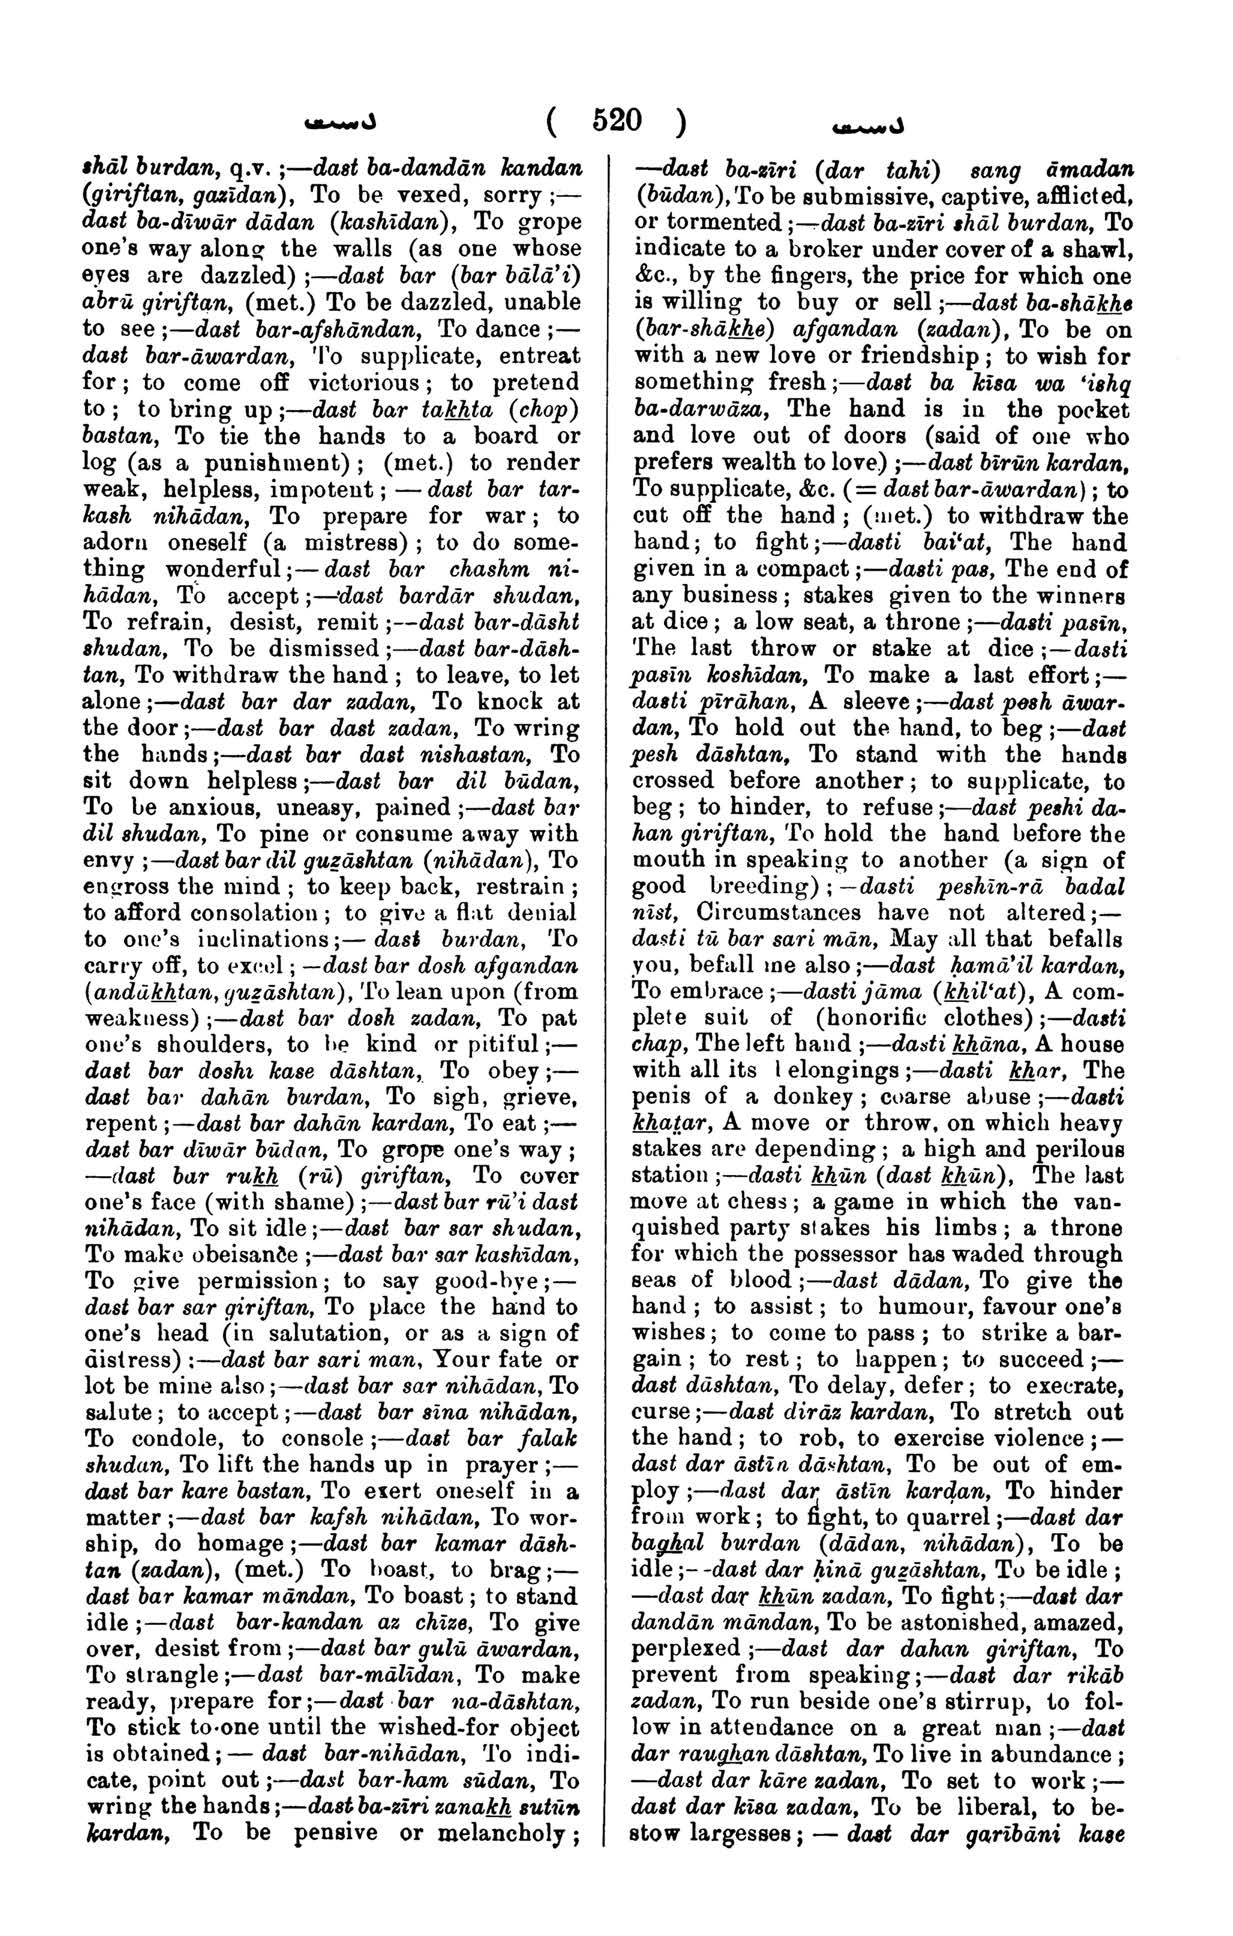 دست ( 520 ) دست
shāl burdan, q.v. ;—dast ba-dandān kandan
(giriftan, gazīdan), To be vexed, sorry ;—
dast ba-dīwār dādan (kashīdan), To grope
one's way along the walls (as one whose
eyes are dazzled) ;—dast bar (bar bālā'i)
abrū giriftan, (met.) To be dazzled, unable
to see ;—dast bar-afshāndan, To dance ;—
dast bar-āwardan, To supplicate, entreat
for ; to come off victorious ; to pretend
to ; to bring up ;—dast bar takhta (chop)
bastan, To tie the hands to a board or
log (as a punishment) ; (met.) to render
weak, helpless, impotent ; — dast bar tar-
kash nihādan, To prepare for war ; to
adorn oneself (a mistress) ; to do some-
thing wonderful ;— dast bar chashm ni-
hādan, To accept ;—dast bardār shudan,
To refrain, desist, remit ;--dast bar-dāsht
shudan, To be dismissed ;—dast bar-dāsh-
tan, To withdraw the hand ; to leave, to let
alone ;—dast bar dar zadan, To knock at
the door ;—dast bar dast zadan, To wring
the hands ;—dast bar dast nishastan, To
sit down helpless ;—dast bar dil būdan,
To be anxious, uneasy, pained ;—dast bar
dil shudan, To pine or consume away with
envy ;—dast bar dil guẕāshtan (nihādan), To
engross the mind ; to keep back, restrain ;
to afford consolation ; to give a flat denial
to one's inclinations ;— dast burdan, To
carry off, to excel ; —dast bar dosh afgandan
(andākhtan, guẕāshtan), To lean upon (from
weakness) ;—dast bar dosh zadan, To pat
one's shoulders, to be kind or pitiful ;—
dast bar doshi kase dāshtan, To obey ;—
dast bar dahān burdan, To sigh, grieve,
repent ; —dast bar dahān kardan, To eat ;—
dast bar dīwār būdan, To grope one's way ;
—dast bar rukh (rū) giriftan, To cover
one's face (with shame) ;—dast bar rū'i dast
nihādan, To sit idle ;—dast bar sar shudan,
To make obeisance ;—dast bar sar kashīdan,
To give permission ; to say good-bye ;—
dast bar sar giriftan, To place the hand to
one's head (in salutation, or as a sign of
distress) ;—dast bar sari man, Your fate or
lot be mine also ;—dast bar sar nihādan, To
salute ; to accept ;—dast bar sīna nihādan,
To condole, to console ;—dast bar falak
shudan, To lift the hands up in prayer ;—
dast bar kare bastan, To exert oneself in a
matter ;—dast bar kafsh nihādan, To wor-
ship, do homage ;—dast bar kamar dāsh-
tan (zadan), (met.) To boast, to brag ;—
dast bar kamar māndan, To boast ; to stand
idle ;—dast bar-kandan az chīze, To give
over, desist from ;—dast bar gulū āwardan,
To strangle ;—dast bar-mālīdan, To make
ready, prepare for ;—dast bar na-dāshtan,
To stick to one until the wished-for object
is obtained ; — dast bar-nihādan, To indi-
cate, point out ;—dast bar-ham sūdan, To
wring the hands ;—dast ba-zīri zanakh sutūn
kardan, To be pensive or melancholy ;
—dast ba-zīri (dar tahi) sang āmadan
(būdan), To be submissive, captive, afflicted,
or tormented ;—dast ba-zīri shāl burdan, To
indicate to a broker under cover of a shawl,
&c., by the fingers, the price for which one
is willing to buy or sell ;—dast ba-shākhe
(bar-shākhe) afgandan (zadan), To be on
with a new love or friendship ; to wish for
something fresh ;—dast ba kīsa wa ‘ishq
ba-darwāza, The hand is in the pocket
and love out of doors (said of one who
prefers wealth to love) ;—dast bīrūn kardan,
To supplicate, &c. (= dast bar-āwardan) ; to
cut off the hand ; (met.) to withdraw the
hand ; to fight ;—dasti bai‘at, The hand
given in a compact ;—dasti pas, The end of
any business ; stakes given to the winners
at dice ; a low seat, a throne ;—dasti pasīn,
The last throw or stake at dice ;—dasti
pasīn koshīdan, To make a last effort ;—
dasti pīrāhan, A sleeve ;—dast pesh āwar-
dan, To hold out the hand, to beg ;—dast
pesh dāshtan, To stand with the hands
crossed before another ; to supplicate, to
beg ; to hinder, to refuse ;—dast peshi da-
han giriftan, To hold the hand before the
mouth in speaking to another (a sign of
good breeding) ; —dasti peshīn-rā badal
nīst, Circumstances have not altered ;—
dasti tū bar sari mān, May all that befalls
you, befall me also ;—dast ḥamā'il kardan,
To embrace ;—dasti jāma (khil‘at), A com-
plete suit of (honorific clothes) ;—dasti
chap, The left hand ;—dasti khāna, A house
with all its belongings ;—dasti khar, The
penis of a donkey ; coarse abuse ;—dasti
khaṭar, A move or throw, on which heavy
stakes are depending ; a high and perilous
station ;—dasti khūn (dast khūn), The last
move at chess ; a game in which the van-
quished party stakes his limbs ; a throne
for which the possessor has waded through
seas of blood ;—dast dādan, To give the
hand ; to assist ; to humour, favour one's
wishes ; to come to pass ; to strike a bar-
gain ; to rest ; to happen ; to succeed ;—
dast dāshtan, To delay, defer ; to execrate,
curse ;—dast dirāz kardan, To stretch out
the hand ; to rob, to exercise violence ;—
dast dar āstīn dāshtan, To be out of em-
ploy ;—dast dar āstīn kardan, To hinder
from work ; to fight, to quarrel ;—dast dar
baghal burdan (dādan, nihādan), To be
idle ;--dast dar ḥinā guẕāshtan, To be idle ;
—dast dar khūn zadan, To fight ;—dast dar
dandān māndan, To be astonished, amazed,
perplexed ;—dast dar dahan giriftan, To
prevent from speaking ;—dast dar rikāb
zadan, To run beside one's stirrup, to fol-
low in attendance on a great man ;—dast
dar raughan dāshtan, To live in abundance ;
—dast dar kāre zadan, To set to work ;—
dast dar kīsa zadan, To be liberal, to be-
stow largesses ; — dast dar garībāni kase